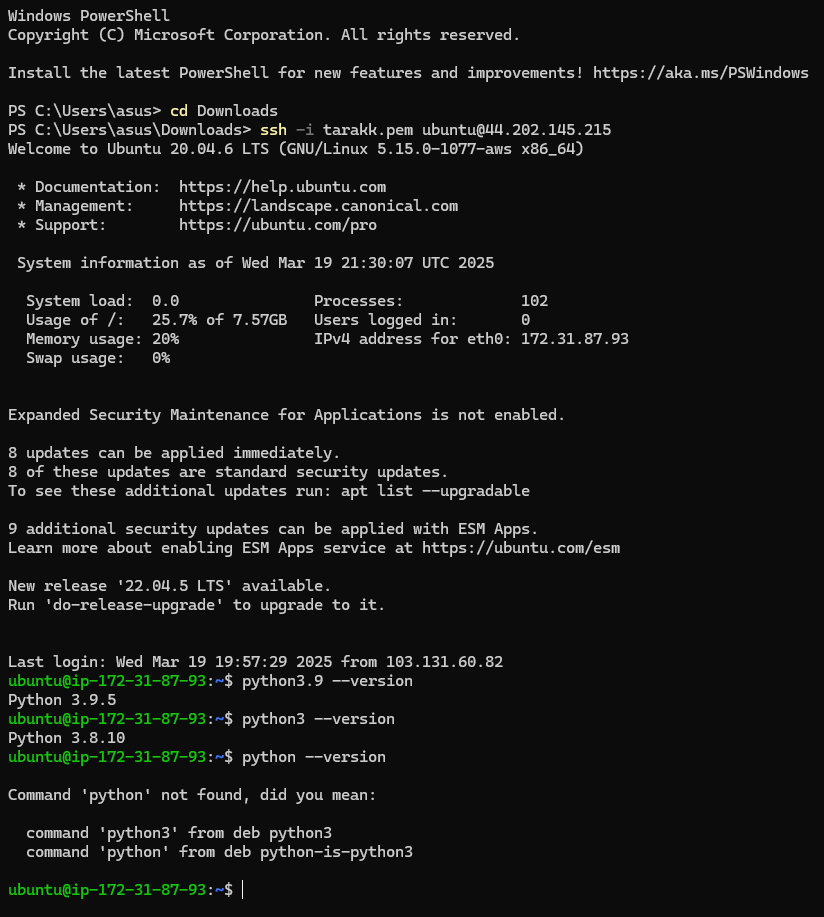 Windows PowerShell
Copyright (C) Microsoft Corporation. All rights reserved.
Install the latest PowerShell for new features and improvements! https://aka.ms/PSWindows
PS C:\Users\asus> cd Downloads
PS C:\Users\asus\Downloads> ssh -i tarakk.pem ubuntu@44.202.145.215
Welcome to Ubuntu 20.04.6 LTS (GNU/Linux 5.15.0-1077-aws x86_64)
* Documentation:  https://help.ubuntu.com
* Management:     https://landscape.canonical.com
* Support:        https://ubuntu.com/pro
System information as of Wed Mar 19 21:30:07 UTC 2025
System load:  0.0               Processes:             102
Usage of /:   25.7% of 7.57GB   Users logged in:       0
Memory usage: 20%               IPv4 address for eth0: 172.31.87.93
Swap usage:   0%
Expanded Security Maintenance for Applications is not enabled.
8 updates can be applied immediately.
8 of these updates are standard security updates.
To see these additional updates run: apt list --upgradable
9 additional security updates can be applied with ESM Apps.
Learn more about enabling ESM Apps service at https://ubuntu.com/esm
New release '22.04.5 LTS' available.
Run 'do-release-upgrade' to upgrade to it.
Last login: Wed Mar 19 19:57:29 2025 from 103.131.60.82
ubuntu@ip-172-31-87-93:~$ python3.9 --version
Python 3.9.5
ubuntu@ip-172-31-87-93:~$ python3 --version
Python 3.8.10
ubuntu@ip-172-31-87-93:~$ python --version
Command 'python' not found, did you mean:
command 'python3' from deb python3
command 'python' from deb python-is-python3
ubuntu@ip-172-31-87-93:~$